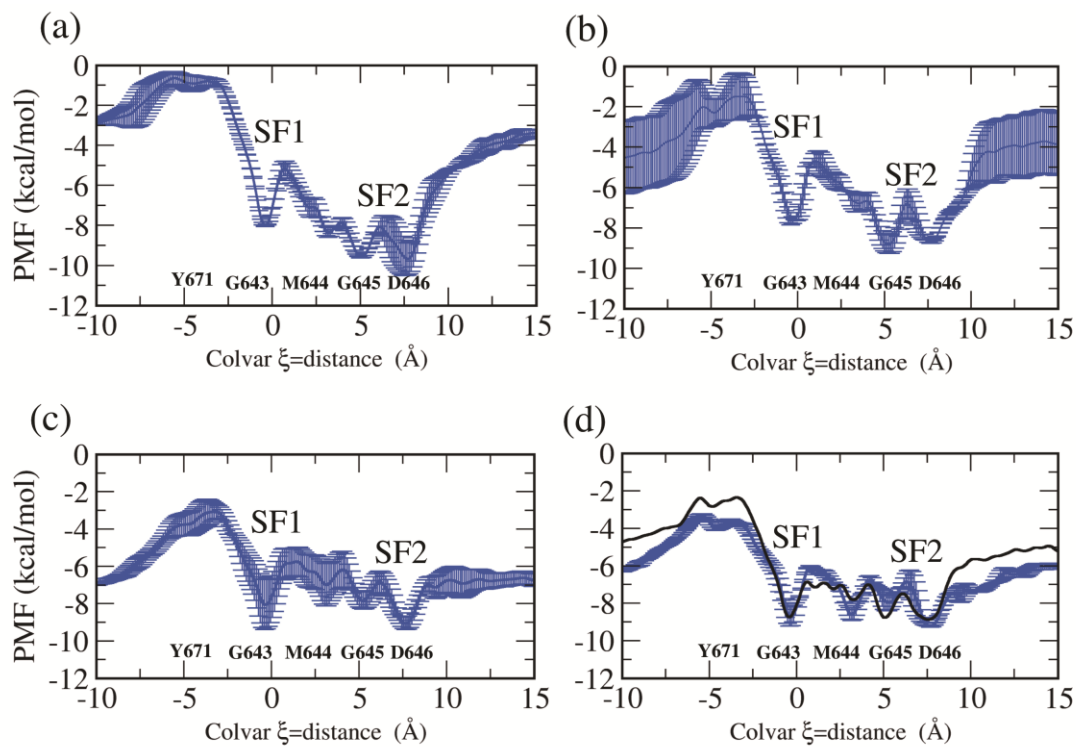 (a)
0
-2
-4
-6
-8
-10
-12
PMF (kcal/mol)
SF1
SF2
Y671 G643 M644 G645 D646
-10 -5 0 5 10 15
Colvar ξ=distance (Å)
(b)
0
-2
-4
-6
-8
-10
-12
SF1
SF2
Y671 G643 M644 G645 D646
-10 -5 0 5 10 15
Colvar ξ=distance (Å)
(c)
0
-2
-4
-6
-8
-10
-12
PMF (kcal/mol)
SF1
SF2
Y671 G643 M644 G645 D646
-10 -5 0 5 10 15
Colvar ξ=distance (Å)
(d)
0
-2
-4
-6
-8
-10
-12
SF1
SF2
Y671 G643 M644 G645 D646
-10 -5 0 5 10 15
Colvar ξ=distance (Å)